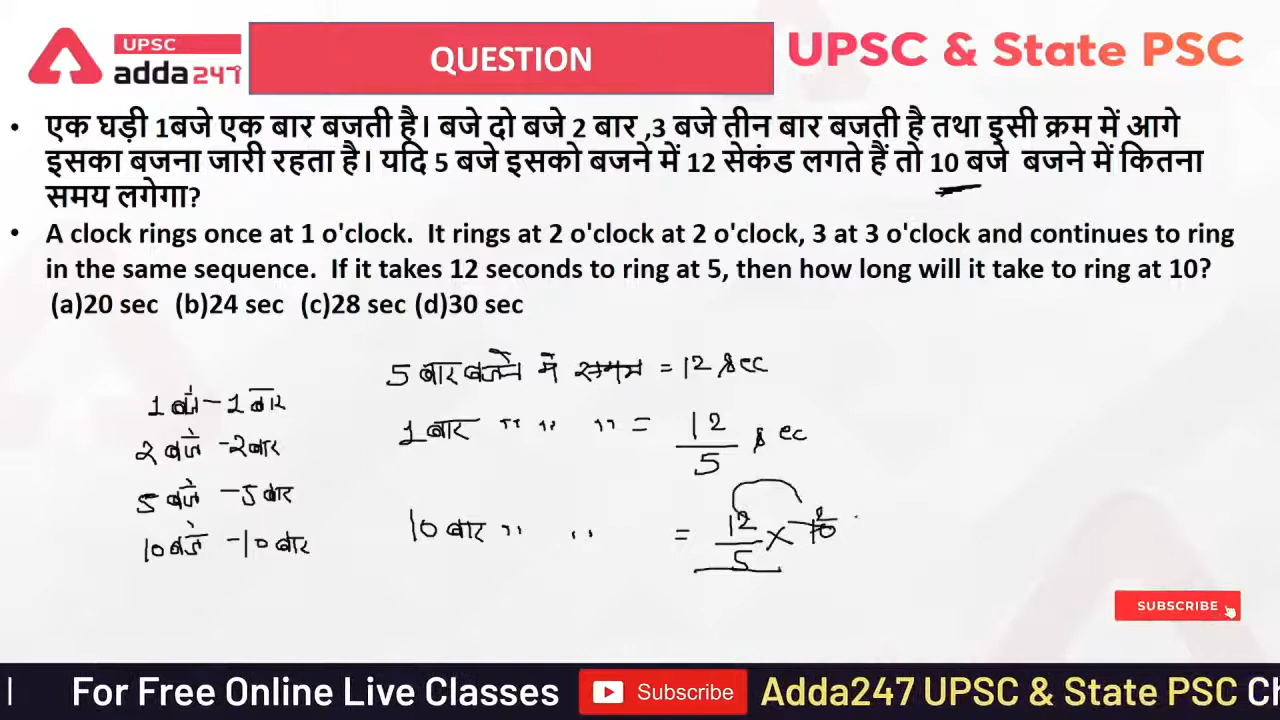 UPSC
adda247
QUESTION
UPSC & State PSC
• एक घड़ी 1बजे एक बार बजती है। बजे दो बजे 2 बार ,3 बजे तीन बार बजती है तथा इसी क्रम में आगे
इसका बजना जारी रहता है। यदि 5 बजे इसको बजने में 12 सेकंड लगते हैं तो 10 बजे बजने में कितना
समय लगेगा?
• A clock rings once at 1 o'clock. It rings at 2 o'clock at 2 o'clock, 3 at 3 o'clock and continues to ring
in the same sequence. If it takes 12 seconds to ring at 5, then how long will it take to ring at 10?
(a)20 sec (b)24 sec (c)28 sec (d)30 sec
1 बजे - 1 बार
2 बजे - 2 बार
5 बजे - 5 बार
10 बजे - 10 बार
5 बार बजने में समय = 12 sec
1 बार " " " = 12/5 sec
10 बार " " = 12/5 × 10 2
SUBSCRIBE
For Free Online Live Classes Subscribe Adda247 UPSC & State PSC Ch